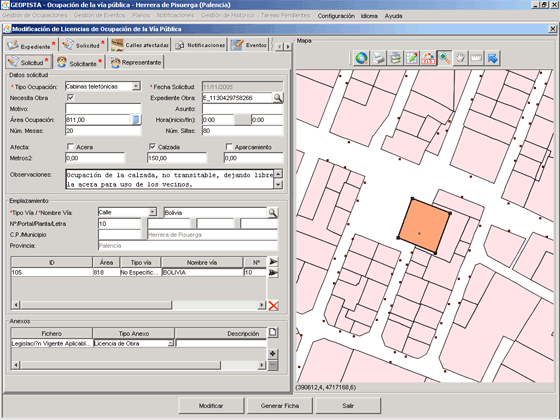 GEOPISTA - Ocupación de la vía pública - Herrera de Pisuerga (Palencia)
Gestión de Ocupaciones Gestión de Eventos Planos Notificaciones Gestión de Histórico Tareas Pendientes Configuración Idioma Ayuda
Modificación de Licencias de Ocupación de la Vía Pública
Expediente * Solicitud * Calles afectadas Notificaciones Eventos
Solicitud * Solicitante * Representante
Datos solicitud
* Tipo Ocupación: Cabinas telefónicas * Fecha Solicitud: 11/11/2005
Necesita Obra Expediente Obra: E_1130429758266
Motivo: Asunto:
Área Ocupación: 811,00 Hora(inicio/fin): 0:00 0:00
Núm. Mesas: 20 Núm. Sillas: 80
Afecta: Acera Calzada Aparcamiento
Metros2: 0,00 150,00 0,00
Observaciones: Ocupación de la calzada, no transitable, dejando libre
la acera para uso de los vecinos.
Emplazamiento
*Tipo Vía / *Nombre Vía: Calle Bolivia
Nº/Portal/Planta/Letra 10
C.P./Municipio Herrera de Pisuerga
Provincia: Palencia
ID Área Tipo vía Nombre vía Nº
105 818 No Específic... BOLIVIA 10
Anexos
Fichero Tipo Anexo Descripción
Legislaci?n Vigente Aplicabl... Licencia de Obra
Mapa
(390612,4, 4717168,6)
Modificar Generar Ficha Salir